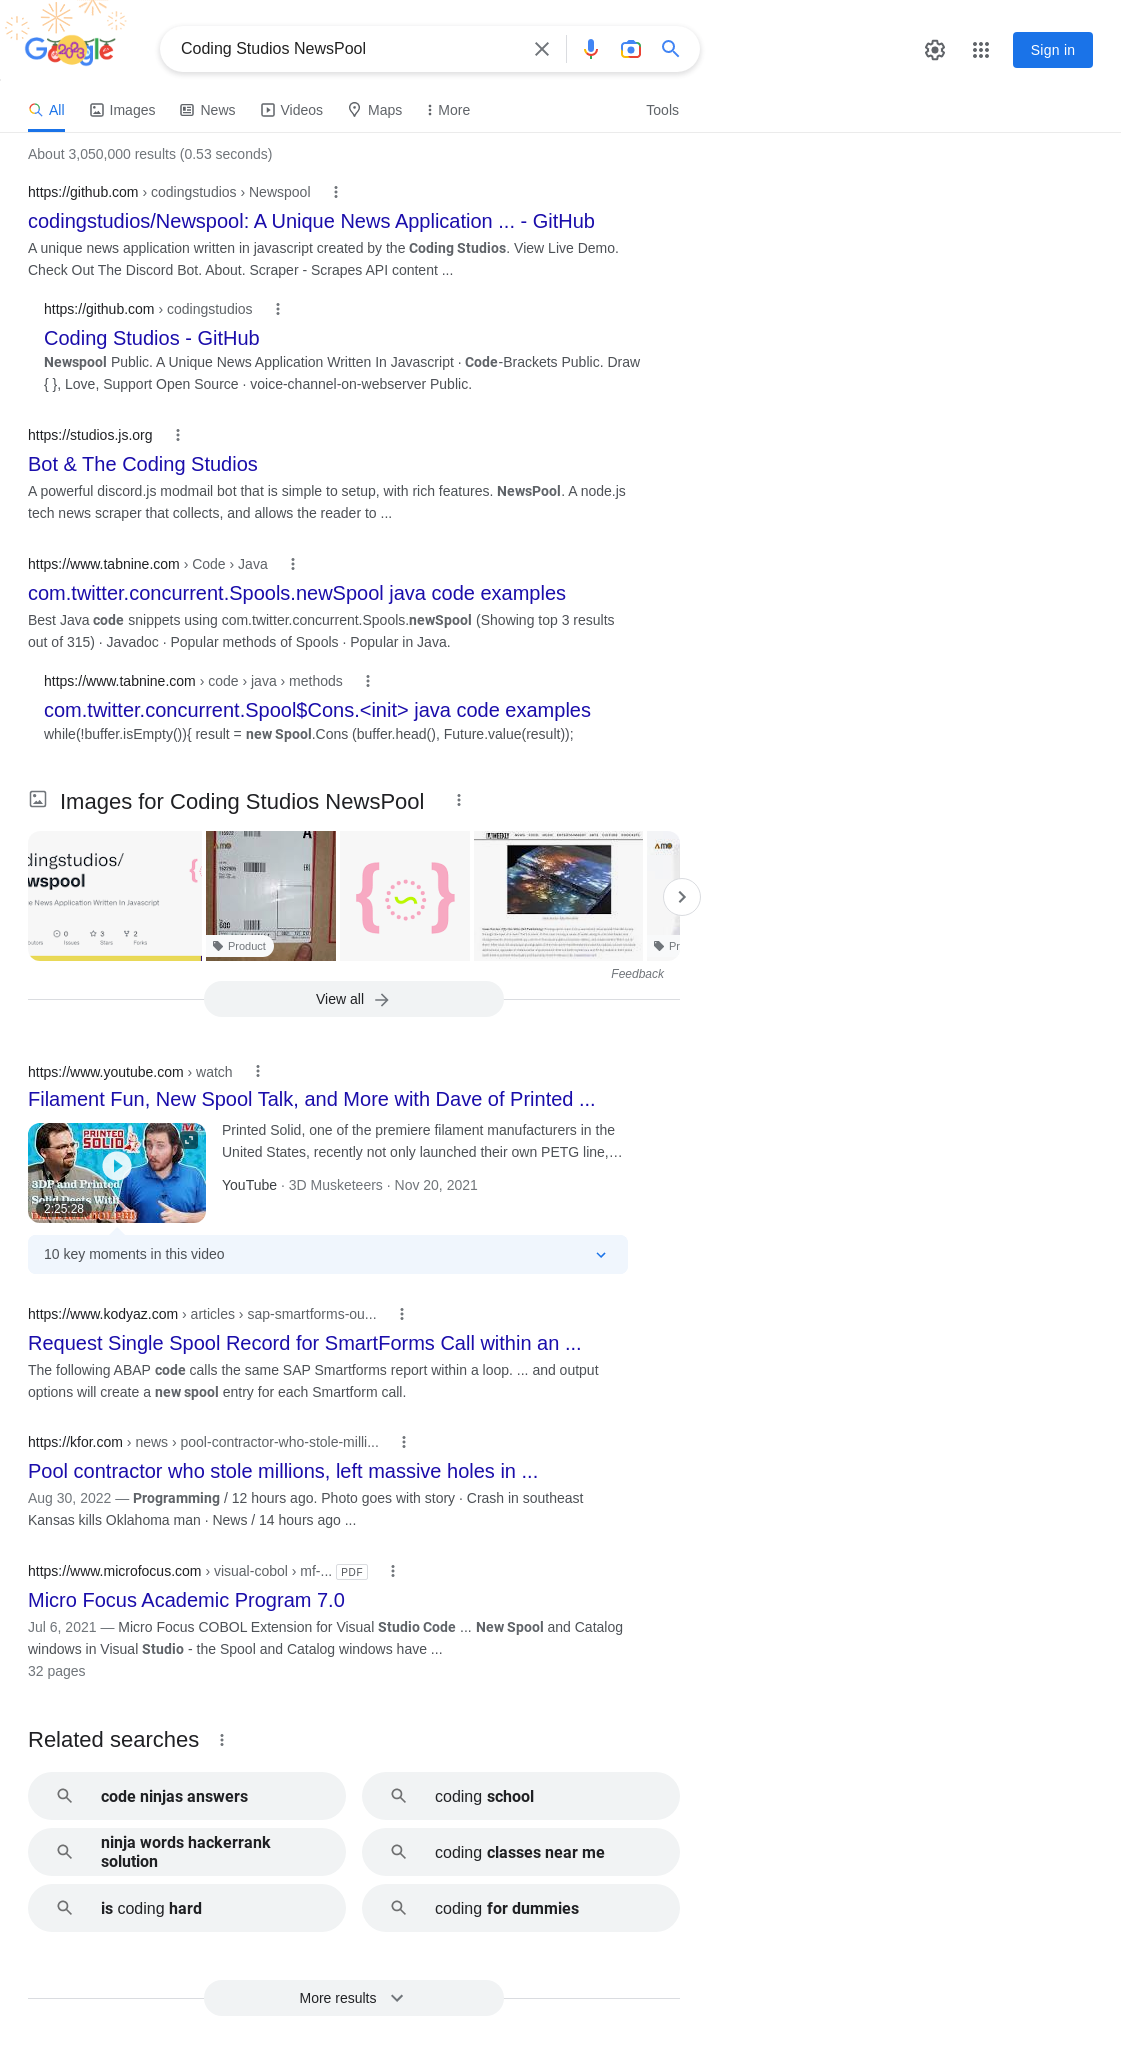 Google
2023
Coding Studios NewsPool
Sign in
All
Images
News
Videos
Maps
More
Tools
About 3,050,000 results (0.53 seconds)
https://github.com › codingstudios › Newspool
codingstudios/Newspool: A Unique News Application ... - GitHub
A unique news application written in javascript created by the Coding Studios. View Live Demo.
Check Out The Discord Bot. About. Scraper - Scrapes API content ...
https://github.com › codingstudios
Coding Studios - GitHub
Newspool Public. A Unique News Application Written In Javascript · Code-Brackets Public. Draw
{ }, Love, Support Open Source · voice-channel-on-webserver Public.
https://studios.js.org
Bot & The Coding Studios
A powerful discord.js modmail bot that is simple to setup, with rich features. NewsPool. A node.js
tech news scraper that collects, and allows the reader to ...
https://www.tabnine.com › Code › Java
com.twitter.concurrent.Spools.newSpool java code examples
Best Java code snippets using com.twitter.concurrent.Spools.newSpool (Showing top 3 results
out of 315) · Javadoc · Popular methods of Spools · Popular in Java.
https://www.tabnine.com › code › java › methods
com.twitter.concurrent.Spool$Cons.<init> java code examples
while(!buffer.isEmpty()){ result = new Spool.Cons (buffer.head(), Future.value(result));
Images for Coding Studios NewsPool
dingstudios/
wspool
e News Application Written In Javascript
utors
0
Issues
3
Stars
2
Forks
AMO
A
EAC
Product
{ }
WEEKLY
NEWS FOOD MUSIC ENTERTAINMENT ARTS CULTURE PODCASTS
AMO
Pr
Feedback
View all
https://www.youtube.com › watch
Filament Fun, New Spool Talk, and More with Dave of Printed ...
PRINTED
SOLID
3DP and Printed
Solid Deets With
2:25:28
Printed Solid, one of the premiere filament manufacturers in the
United States, recently not only launched their own PETG line,...
YouTube · 3D Musketeers · Nov 20, 2021
10 key moments in this video
https://www.kodyaz.com › articles › sap-smartforms-ou...
Request Single Spool Record for SmartForms Call within an ...
The following ABAP code calls the same SAP Smartforms report within a loop. ... and output
options will create a new spool entry for each Smartform call.
https://kfor.com › news › pool-contractor-who-stole-milli...
Pool contractor who stole millions, left massive holes in ...
Aug 30, 2022 — Programming / 12 hours ago. Photo goes with story · Crash in southeast
Kansas kills Oklahoma man · News / 14 hours ago ...
https://www.microfocus.com › visual-cobol › mf-... PDF
Micro Focus Academic Program 7.0
Jul 6, 2021 — Micro Focus COBOL Extension for Visual Studio Code ... New Spool and Catalog
windows in Visual Studio - the Spool and Catalog windows have ...
32 pages
Related searches
code ninjas answers
coding school
ninja words hackerrank
solution
coding classes near me
is coding hard
coding for dummies
More results